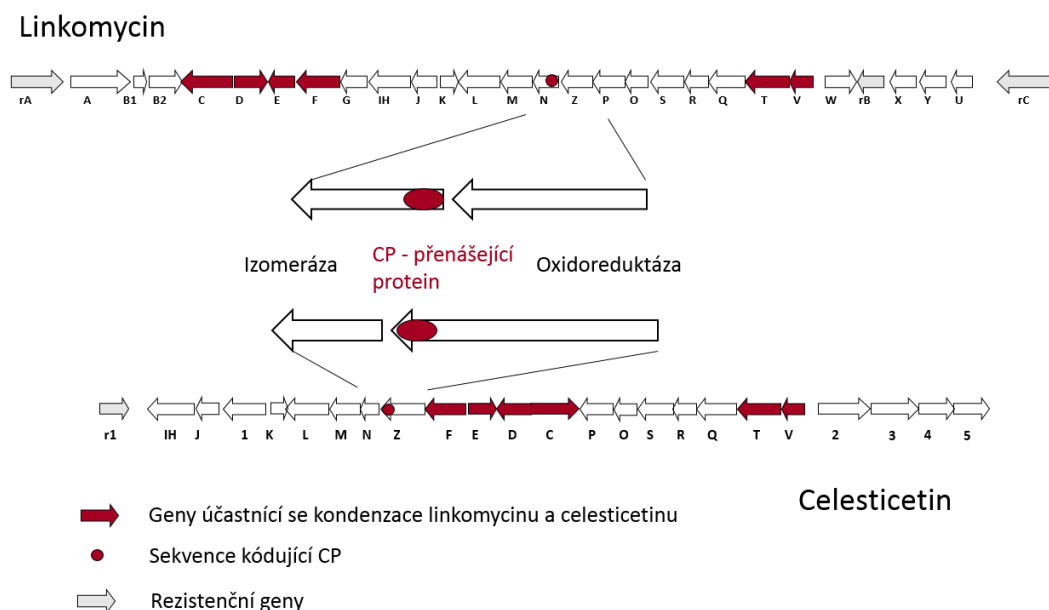 Linkomycin
rA A B1 B2 C D E F G IH J K L M N Z P O S R Q T V W rB X Y U rC
Izomeráza
CP - přenášející
protein
Oxidoreduktáza
r1 IH J 1 K L M N Z F E D C P O S R Q T V 2 3 4 5
Celesticetin
Geny účastnící se kondenzace linkomycinu a celesticetinu
Sekvence kódující CP
Rezistenční geny